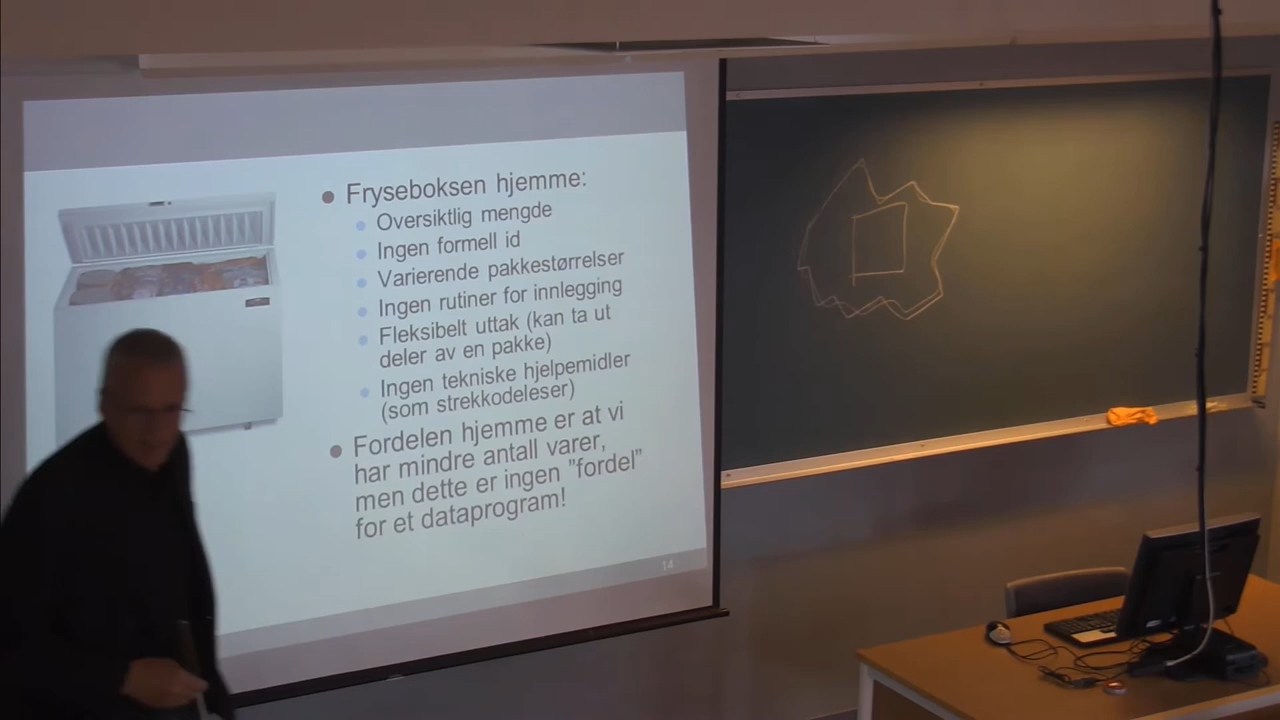 Fryseboksen hjemme:
Oversiktlig mengde
Ingen formell id
Varierende pakkestørrelser
Ingen rutiner for innlegging
Fleksibelt uttak (kan ta ut
deler av en pakke)
Ingen tekniske hjelpemidler
(som strekkodeleser)
Fordelen hjemme er at vi
har mindre antall varer,
men dette er ingen "fordel"
for et dataprogram!
14